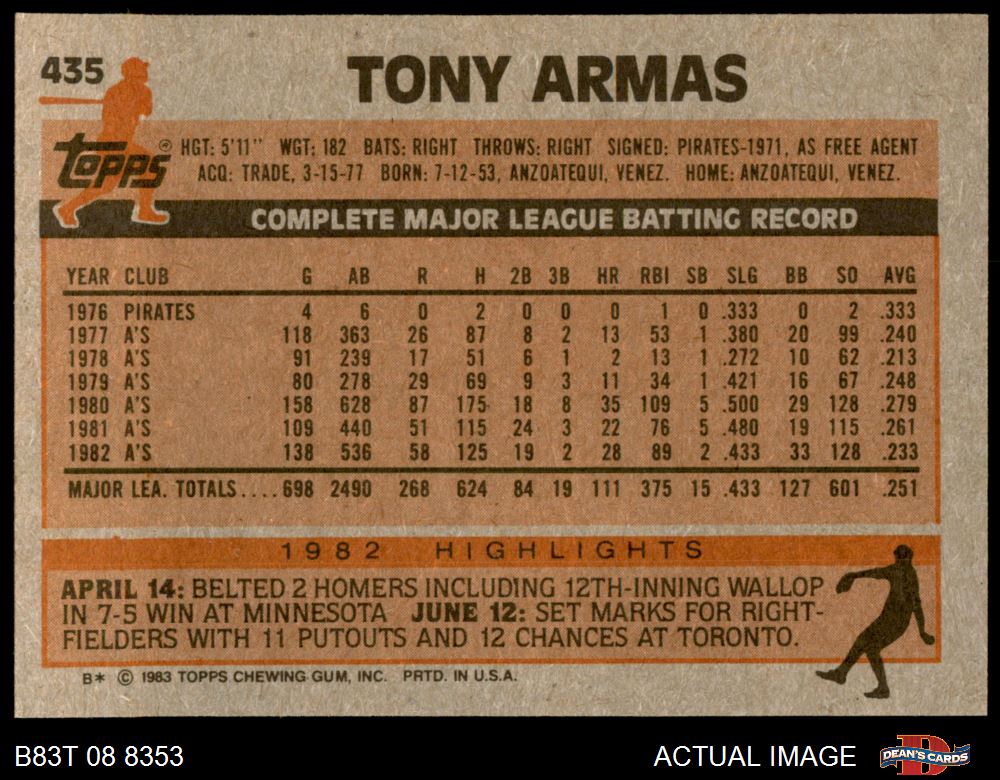 435
TONY ARMAS
Topps ®
HGT: 5'11" WGT: 182 BATS: RIGHT THROWS: RIGHT SIGNED: PIRATES-1971, AS FREE AGENT
ACQ: TRADE, 3-15-77 BORN: 7-12-53, ANZOATEQUI, VENEZ. HOME: ANZOATEQUI, VENEZ.
COMPLETE MAJOR LEAGUE BATTING RECORD
YEAR CLUB G AB R H 2B 3B HR RBI SB SLG BB SO AVG
1976 PIRATES 4 6 0 2 0 0 0 1 0 .333 0 2 .333
1977 A'S 118 363 26 87 8 2 13 53 1 .380 20 99 .240
1978 A'S 91 239 17 51 6 1 2 13 1 .272 10 62 .213
1979 A'S 80 278 29 69 9 3 11 34 1 .421 16 67 .248
1980 A'S 158 628 87 175 18 8 35 109 5 .500 29 128 .279
1981 A'S 109 440 51 115 24 3 22 76 5 .480 19 115 .261
1982 A'S 138 536 58 125 19 2 28 89 2 .433 33 128 .233
MAJOR LEA. TOTALS.... 698 2490 268 624 84 19 111 375 15 .433 127 601 .251
1982 HIGHLIGHTS
APRIL 14: BELTED 2 HOMERS INCLUDING 12TH-INNING WALLOP
IN 7-5 WIN AT MINNESOTA JUNE 12: SET MARKS FOR RIGHT-
FIELDERS WITH 11 PUTOUTS AND 12 CHANCES AT TORONTO.
B* © 1983 TOPPS CHEWING GUM, INC. PRTD. IN U.S.A.
B83T 08 8353 ACTUAL IMAGE D DEAN'S CARDS